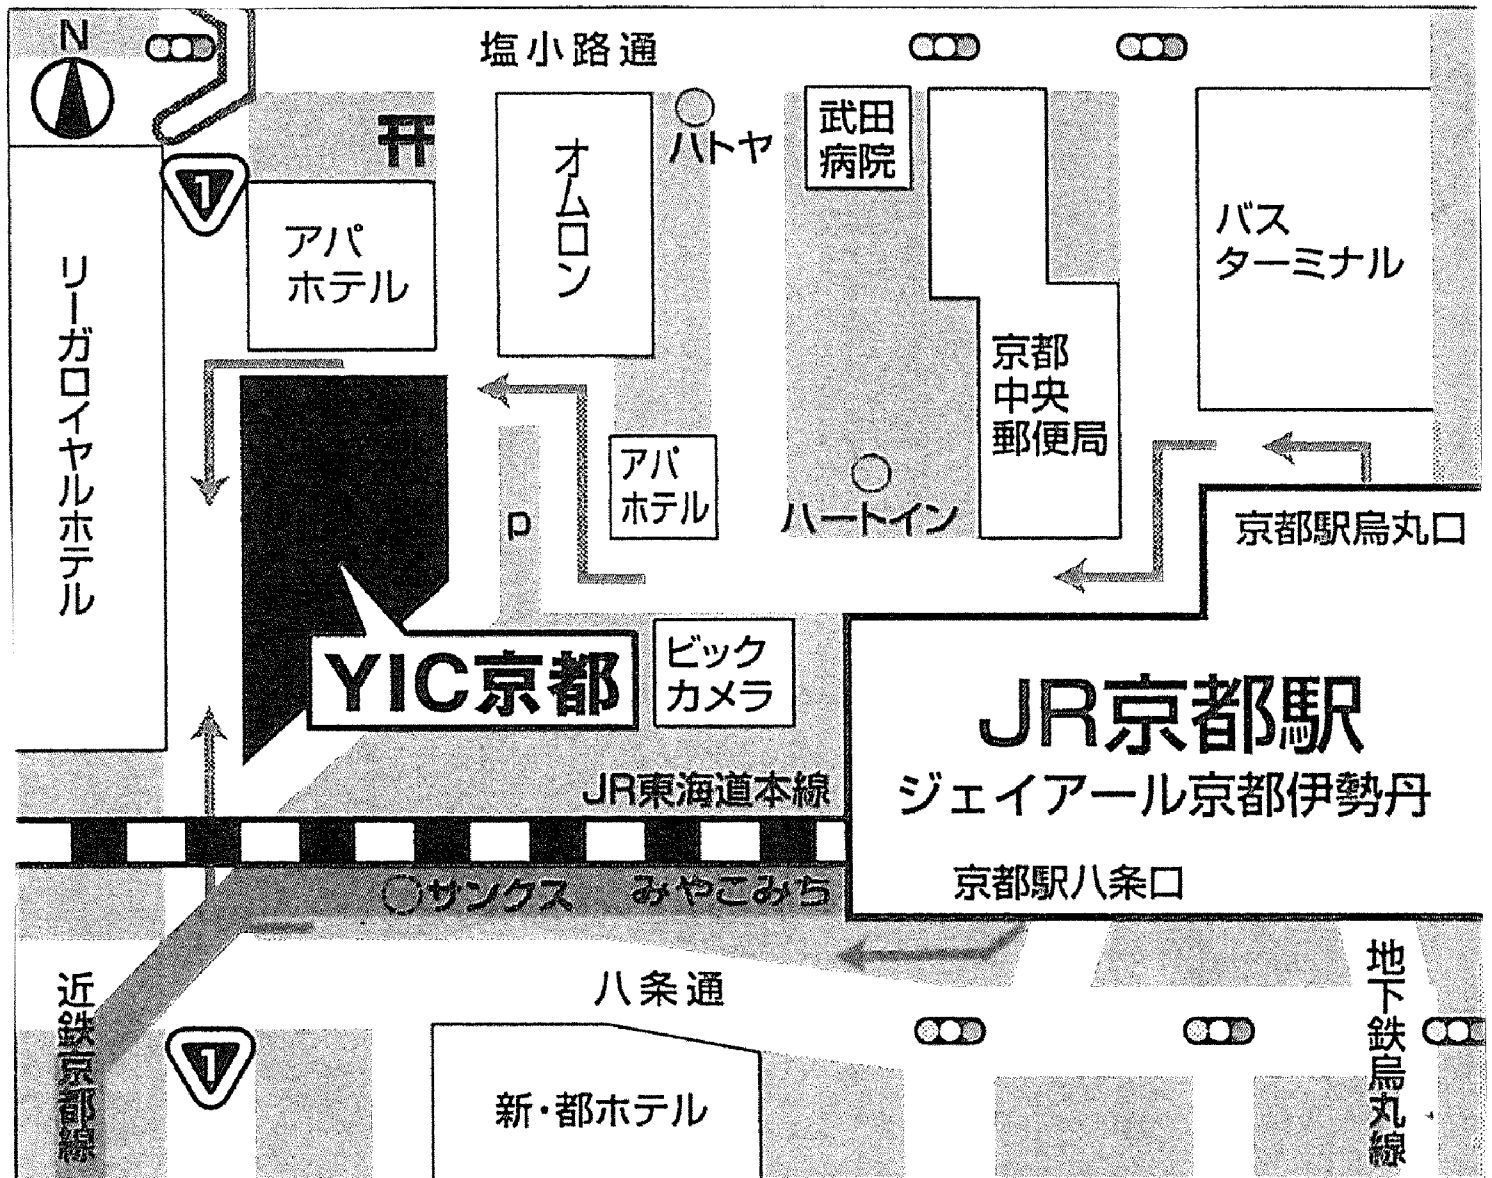 N
塩小路通
1
アパ
ホテル
オムロン
ハトヤ
武田
病院
バス
ターミナル
リーガロイヤルホテル
京都
中央
郵便局
アパ
ホテル
P
ハートイン
京都駅烏丸口
YIC京都
ビック
カメラ
JR京都駅
ジェイアール京都伊勢丹
JR東海道本線
京都駅八条口
サンクス
みやこみち
八条通
近鉄京都線
1
新・都ホテル
地下鉄烏丸線